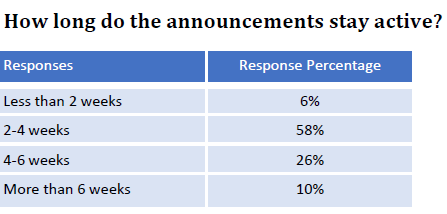 How long do the announcements stay active?
Responses Response Percentage
Less than 2 weeks 6%
2-4 weeks 58%
4-6 weeks 26%
More than 6 weeks 10%